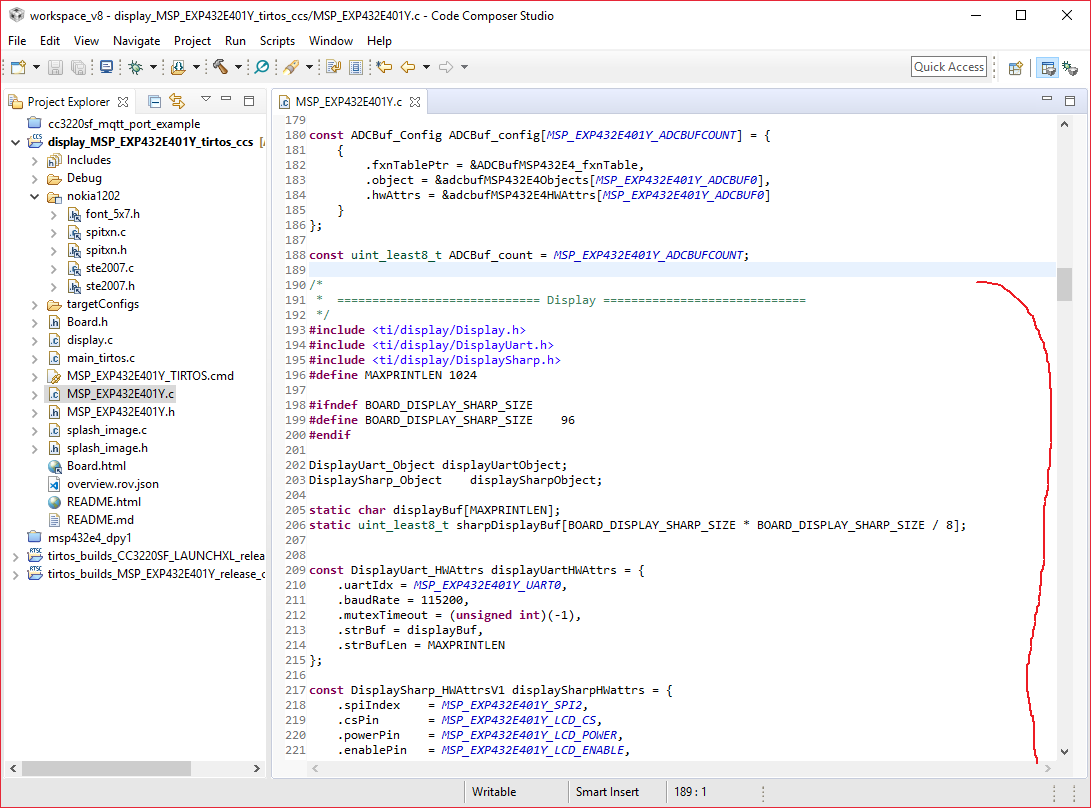 workspace_v8 - display_MSP_EXP432E401Y_tirtos_ccs/MSP_EXP432E401Y.c - Code Composer Studio
File Edit View Navigate Project Run Scripts Window Help
Quick Access
Project Explorer
cc3220sf_mqtt_port_example
display_MSP_EXP432E401Y_tirtos_ccs
Includes
Debug
nokia1202
font_5x7.h
spitxn.c
spitxn.h
ste2007.c
ste2007.h
targetConfigs
Board.h
display.c
main_tirtos.c
MSP_EXP432E401Y_TIRTOS.cmd
MSP_EXP432E401Y.c
MSP_EXP432E401Y.h
splash_image.c
splash_image.h
Board.html
overview.rov.json
README.html
README.md
msp432e4_dpy1
tirtos_builds_CC3220SF_LAUNCHXL_relea
tirtos_builds_MSP_EXP432E401Y_release_c
MSP_EXP432E401Y.c
179
180 const ADCBuf_Config ADCBuf_config[MSP_EXP432E401Y_ADCBUFCOUNT] = {
181     {
182         .fxnTablePtr = &ADCBufMSP432E4_fxnTable,
183         .object = &adcbufMSP432E4Objects[MSP_EXP432E401Y_ADCBUF0],
184         .hwAttrs = &adcbufMSP432E4HWAttrs[MSP_EXP432E401Y_ADCBUF0]
185     }
186 };
187
188 const uint_least8_t ADCBuf_count = MSP_EXP432E401Y_ADCBUFCOUNT;
189
190 /*
191  *  ============================= Display =============================
192  */
193 #include <ti/display/Display.h>
194 #include <ti/display/DisplayUart.h>
195 #include <ti/display/DisplaySharp.h>
196 #define MAXPRINTLEN 1024
197
198 #ifndef BOARD_DISPLAY_SHARP_SIZE
199 #define BOARD_DISPLAY_SHARP_SIZE    96
200 #endif
201
202 DisplayUart_Object displayUartObject;
203 DisplaySharp_Object    displaySharpObject;
204
205 static char displayBuf[MAXPRINTLEN];
206 static uint_least8_t sharpDisplayBuf[BOARD_DISPLAY_SHARP_SIZE * BOARD_DISPLAY_SHARP_SIZE / 8];
207
208
209 const DisplayUart_HWAttrs displayUartHWAttrs = {
210     .uartIdx = MSP_EXP432E401Y_UART0,
211     .baudRate = 115200,
212     .mutexTimeout = (unsigned int)(-1),
213     .strBuf = displayBuf,
214     .strBufLen = MAXPRINTLEN
215 };
216
217 const DisplaySharp_HWAttrsV1 displaySharpHWattrs = {
218     .spiIndex    = MSP_EXP432E401Y_SPI2,
219     .csPin       = MSP_EXP432E401Y_LCD_CS,
220     .powerPin    = MSP_EXP432E401Y_LCD_POWER,
221     .enablePin   = MSP_EXP432E401Y_LCD_ENABLE,
Writable Smart Insert 189 : 1